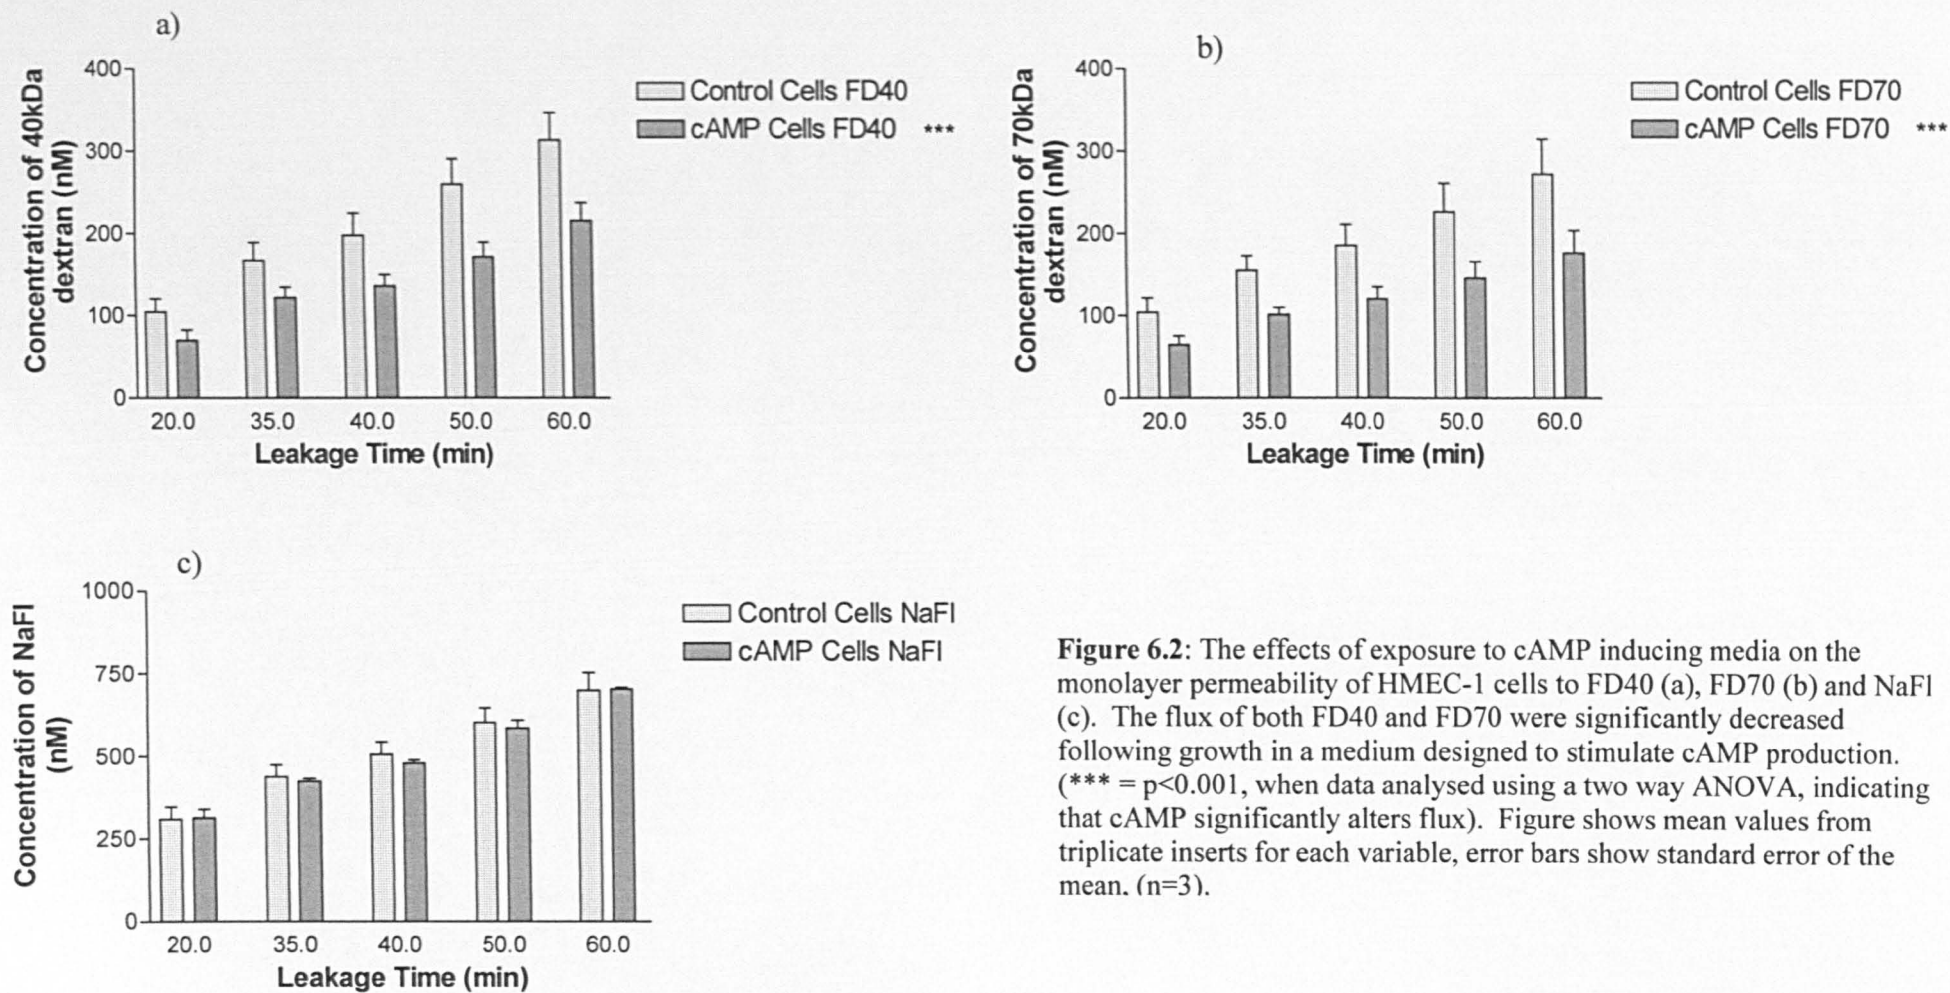 a)
Concentration of 40kDa
dextran (nM)
400
300
200
100
0
20.0 35.0 40.0 50.0 60.0
Leakage Time (min)
Control Cells FD40
cAMP Cells FD40 ***
b)
Concentration of 70kDa
dextran (nM)
400
300
200
100
0
20.0 35.0 40.0 50.0 60.0
Leakage Time (min)
Control Cells FD70
cAMP Cells FD70 ***
c)
Concentration of NaFl
(nM)
1000
750
500
250
0
20.0 35.0 40.0 50.0 60.0
Leakage Time (min)
Control Cells NaFl
cAMP Cells NaFl
Figure 6.2: The effects of exposure to cAMP inducing media on the
monolayer permeability of HMEC-1 cells to FD40 (a), FD70 (b) and NaFl
(c). The flux of both FD40 and FD70 were significantly decreased
following growth in a medium designed to stimulate cAMP production.
(*** = p<0.001, when data analysed using a two way ANOVA, indicating
that cAMP significantly alters flux). Figure shows mean values from
triplicate inserts for each variable, error bars show standard error of the
mean. (n=3).